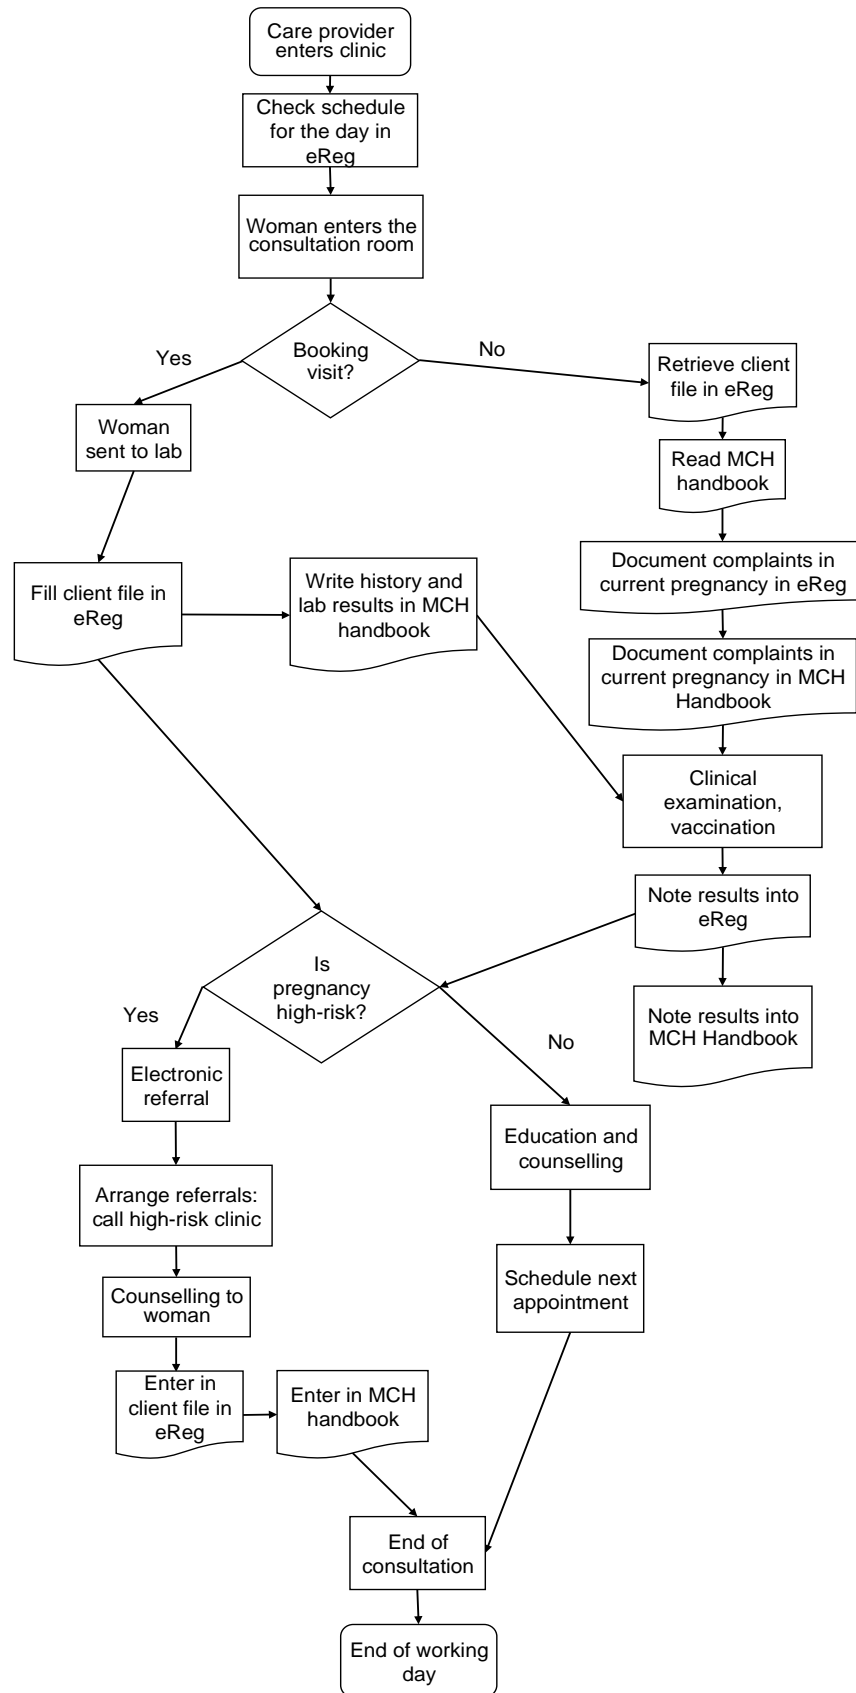 Care provider
enters clinic
Check schedule
for the day in
eReg
Woman enters the
consultation room
Booking
visit?
Yes
No
Woman
sent to lab
Retrieve client
file in eReg
Read MCH
handbook
Document complaints in
current pregnancy in eReg
Fill client file in
eReg
Write history and
lab results in MCH
handbook
Document complaints in
current pregnancy in MCH
Handbook
Clinical
examination,
vaccination
Note results into
eReg
Is
pregnancy
high-risk?
Note results into
MCH Handbook
Yes
No
Electronic
referral
Education and
counselling
Arrange referrals:
call high-risk clinic
Schedule next
appointment
Counselling to
woman
Enter in
client file in
eReg
Enter in MCH
handbook
End of
consultation
End of working
day